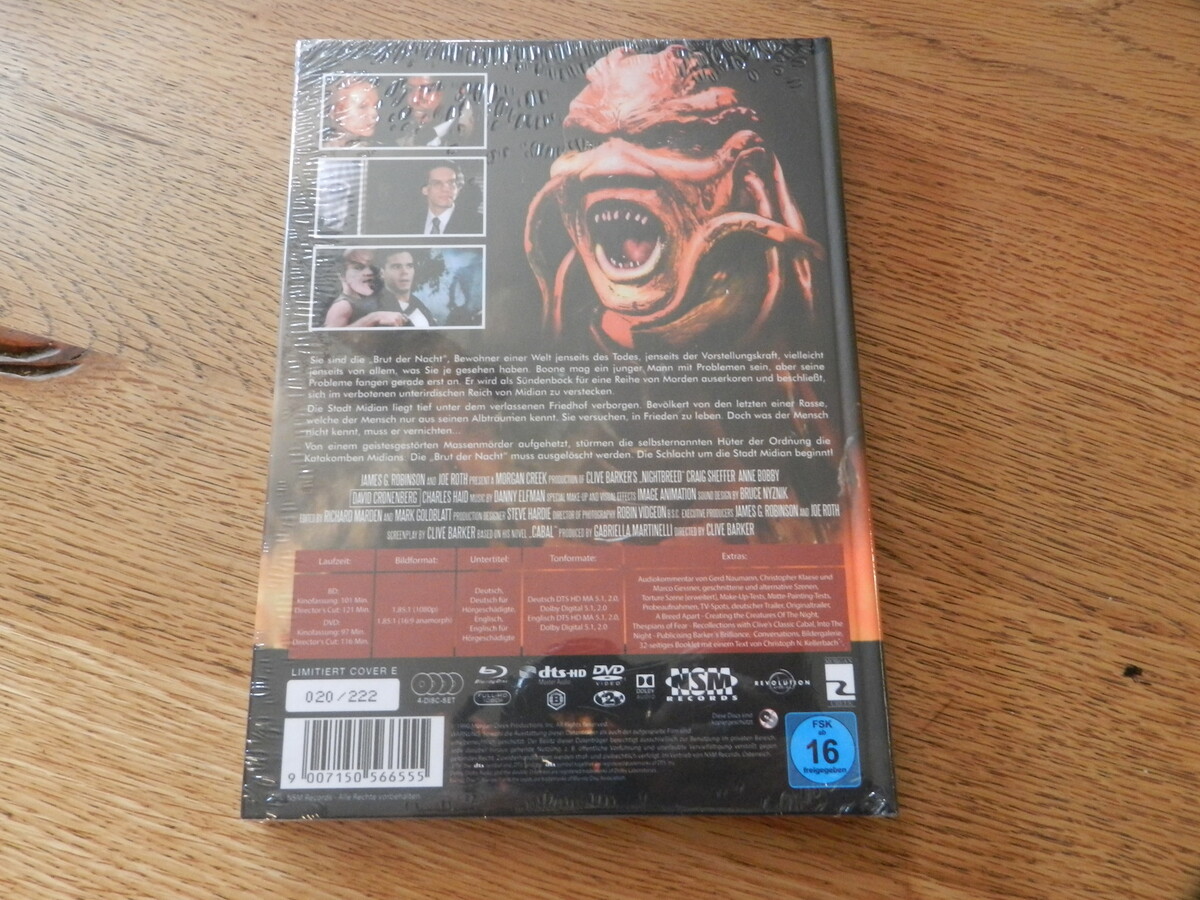 Sie sind die „Brut der Nacht“, Bewohner einer Welt jenseits des Todes, jenseits der Vorstellungskraft, vielleicht
jenseits von allem, was Sie je gesehen haben. Boone mag ein junger Mann mit Problemen sein, aber seine
Probleme fangen gerade erst an. Er wird als Sündenbock für eine Reihe von Morden auserkoren und beschließt,
sich im verbotenen unterirdischen Reich von Midian zu verstecken.
Die Stadt Midian liegt tief unter dem verlassenen Friedhof verborgen. Bevölkert von den letzten einer Rasse,
welche der Mensch nur aus seinen Albträumen kennt. Sie versuchen, in Frieden zu leben. Doch was der Mensch
nicht kennt, muss er vernichten...
Von einem geistesgestörten Massenmörder aufgehetzt, stürmen die selbsternannten Hüter der Ordnung die
Katakomben Midians. Die „Brut der Nacht“ muss ausgelöscht werden. Die Schlacht um die Stadt Midian beginnt!
JAMES G. ROBINSON AND JOE ROTH PRESENT A MORGAN CREEK PRODUCTION OF CLIVE BARKER'S „NIGHTBREED“ CRAIG SHEFFER ANNE BOBBY
DAVID CRONENBERG CHARLES HAID MUSIC BY DANNY ELFMAN SPECIAL MAKE-UP AND VISUAL EFFECTS IMAGE ANIMATION SOUND DESIGN BY BRUCE NYZNIK
EDITED BY RICHARD MARDEN AND MARK GOLDBLATT PRODUCTION DESIGNER STEVE HARDIE DIRECTOR OF PHOTOGRAPHY ROBIN VIDGEON B.S.C. EXECUTIVE PRODUCERS JAMES G. ROBINSON AND JOE ROTH
SCREENPLAY BY CLIVE BARKER BASED ON HIS NOVEL „CABAL“ PRODUCED BY GABRIELLA MARTINELLI DIRECTED BY CLIVE BARKER
Laufzeit: Bildformat: Untertitel: Tonformate: Extras:
BD:
Kinofassung: 101 Min.
Director's Cut: 121 Min.
DVD:
Kinofassung: 97 Min.
Director's Cut: 116 Min.
1.85:1 (1080p)
1.85:1 (16:9 anamorph)
Deutsch,
Deutsch für
Hörgeschädigte,
Englisch,
Englisch für
Hörgeschädigte
Deutsch DTS HD MA 5.1, 2.0,
Dolby Digital 5.1, 2.0
Englisch DTS HD MA 5.1, 2.0,
Dolby Digital 5.1, 2.0
Audiokommentar von Gerd Naumann, Christopher Klaese und
Marco Gessner, geschnittene und alternative Szenen,
Torture Szene (erweitert), Make-Up-Tests, Matte-Painting-Tests,
Probeaufnahmen, TV-Spots, deutscher Trailer, Originaltrailer,
A Breed Apart - Creating the Creatures Of The Night,
Thespians of Fear - Recollections with Clive's Classic Cabal, Into The
Night - Publicising Barker's Brilliance: Conversations, Bildergalerie,
32-seitiges Booklet mit einem Text von Christoph N. Kellerbach
LIMITIERT COVER E
020/222
4-DISC-SET
Blu-ray Disc
FULL HD
1080
dts-HD
Master Audio
B
DVD
VIDEO
2
DOLBY
AUDIO
NSM
RECORDS
REVOLUTION
Diese Discs sind
kopiergeschützt
FSK
ab
16
freigegeben
9 007150 566555
NSM Records - Alle Rechte vorbehalten